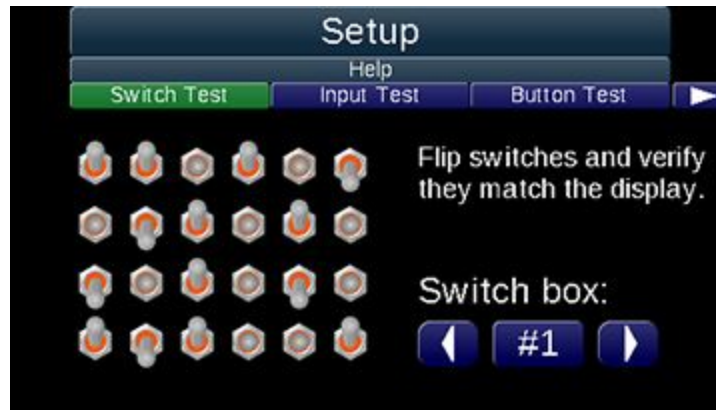 Setup
Help
Switch Test Input Test Button Test
Flip switches and verify
they match the display.
Switch box:
#1